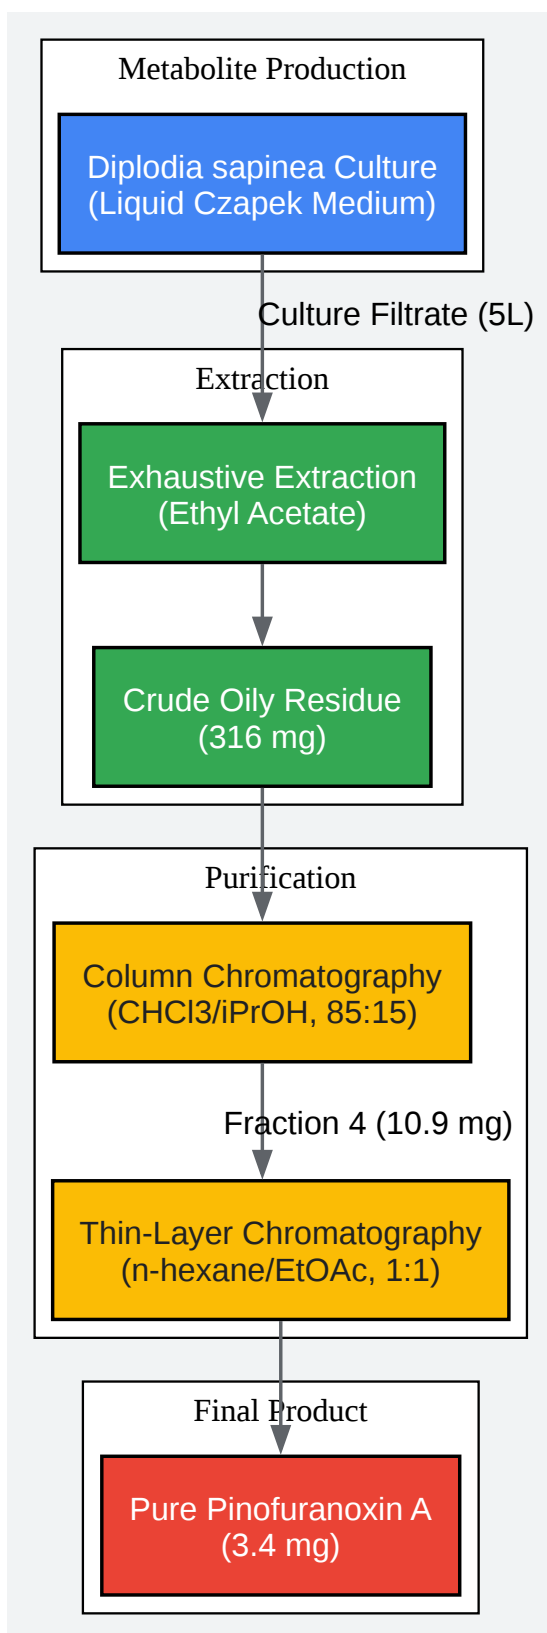 Metabolite Production
Diplodia sapinea Culture
(Liquid Czapek Medium)
Culture Filtrate (5L)
Extraction
Exhaustive Extraction
(Ethyl Acetate)
Crude Oily Residue
(316 mg)
Purification
Column Chromatography
(CHCl3/iPrOH, 85:15)
Fraction 4 (10.9 mg)
Thin-Layer Chromatography
(n-hexane/EtOAc, 1:1)
Final Product
Pure Pinofuranoxin A
(3.4 mg)